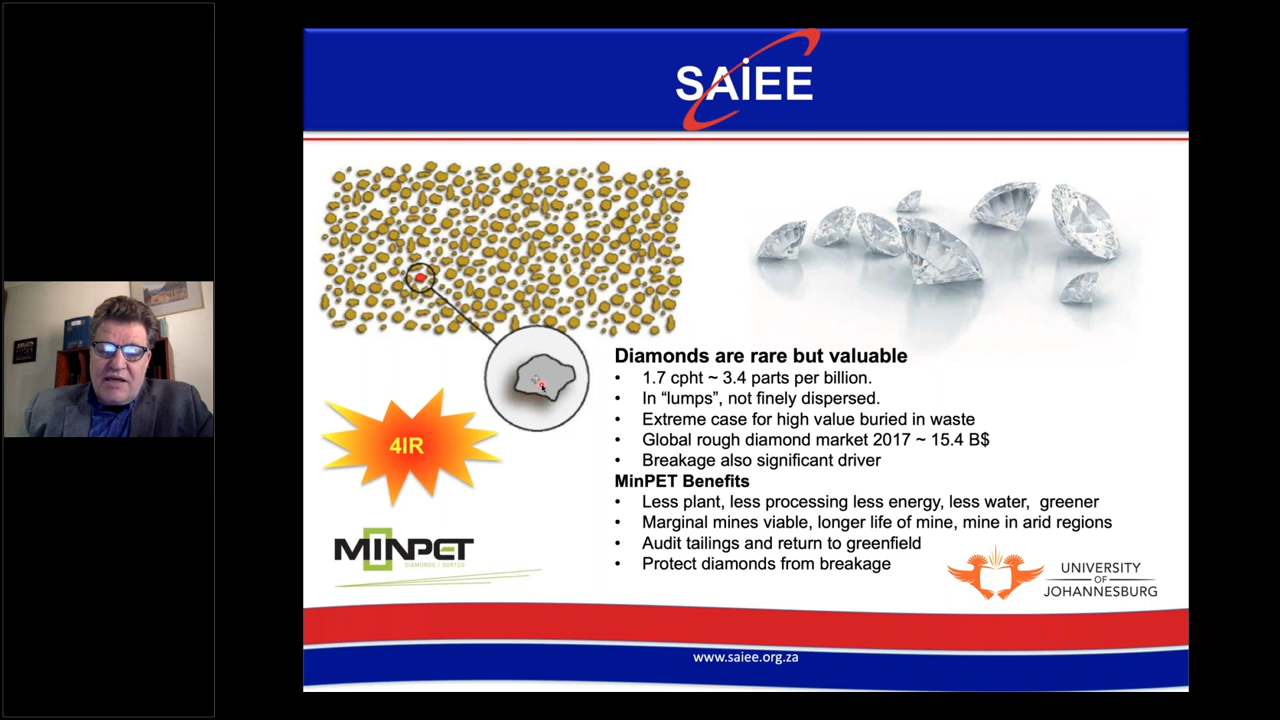 SAIEE
Diamonds are rare but valuable
• 1.7 cpht ~ 3.4 parts per billion.
• In “lumps”, not finely dispersed.
• Extreme case for high value buried in waste
• Global rough diamond market 2017 ~ 15.4 B$
• Breakage also significant driver
MinPET Benefits
• Less plant, less processing less energy, less water, greener
• Marginal mines viable, longer life of mine, mine in arid regions
• Audit tailings and return to greenfield
• Protect diamonds from breakage
4IR
MINPET
DIAMONDS | SORTED
UNIVERSITY
OF
JOHANNESBURG
www.saiee.org.za